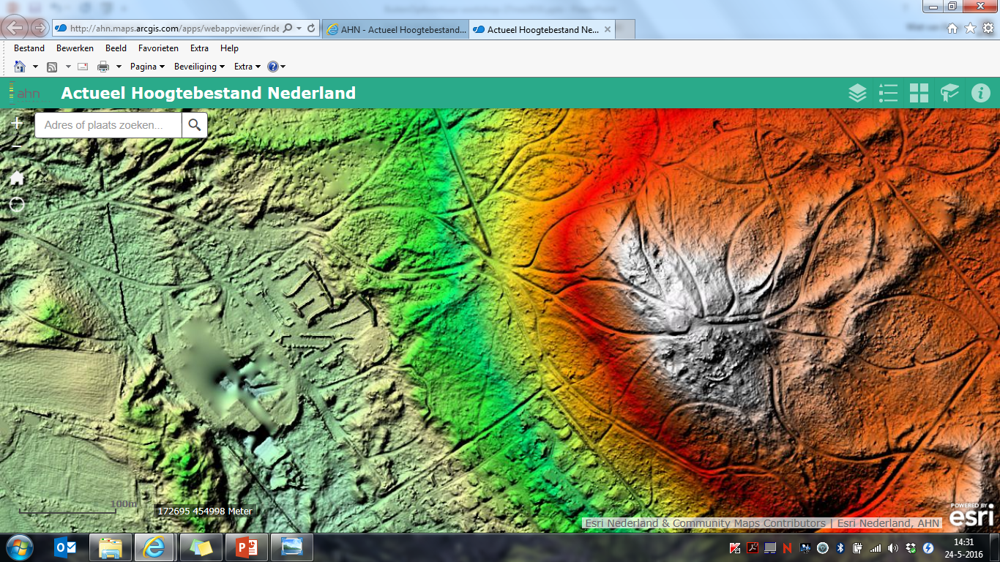 http://ahn.maps.arcgis.com/apps/webappviewer/inde
AHN - Actueel Hoogtebestand...
Actueel Hoogtebestand Ne...
Bestand Bewerken Beeld Favorieten Extra Help
Pagina Beveiliging Extra
ahn Actueel Hoogtebestand Nederland
Adres of plaats zoeken...
100m
172695 454998 Meter
POWERED BY
esri
Esri Nederland & Community Maps Contributors | Esri Nederland, AHN
14:31
24-5-2016